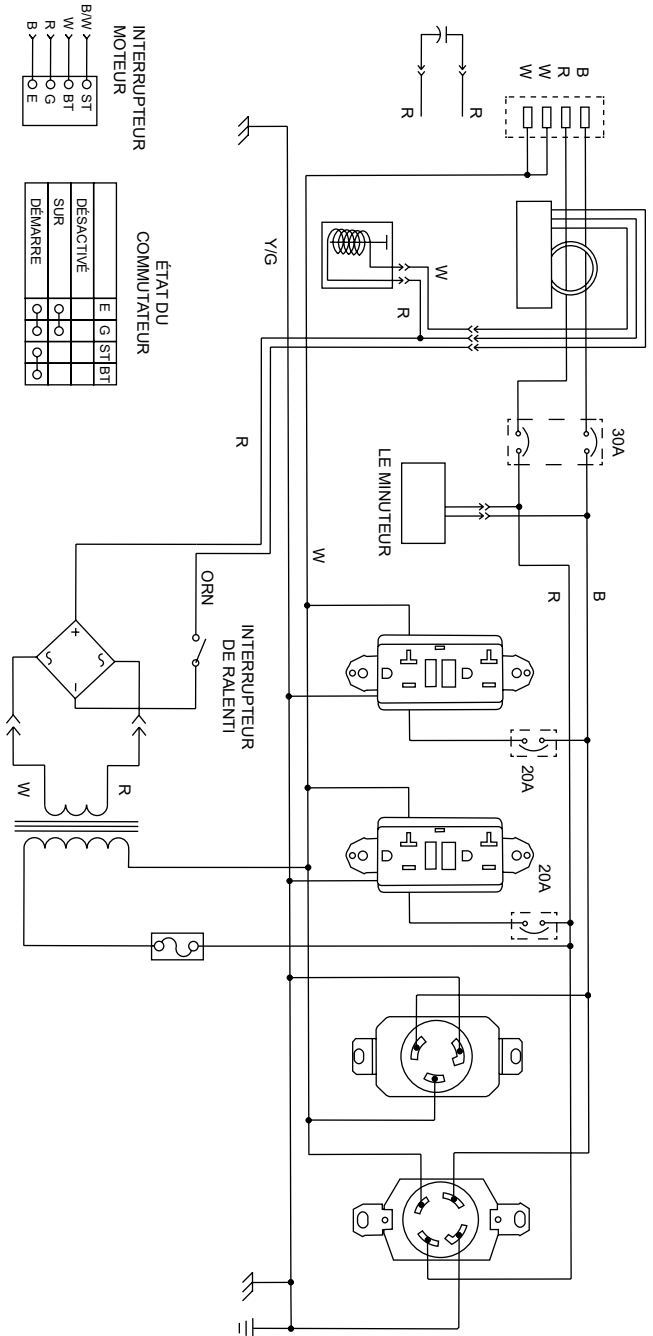 B
R
W
W
R
R
30A
LE MINUTEUR
W
R
B
R
20A
20A
Y/G
W
R
ORN
INTERRUPTEUR
DE RALENTI
+
-
R
W
INTERRUPTEUR
MOTEUR
B/W ST
W BT
R G
B E
ÉTAT DU
COMMUTATEUR
E G ST BT
DÉSACTIVÉ
SUR
DÉMARRE